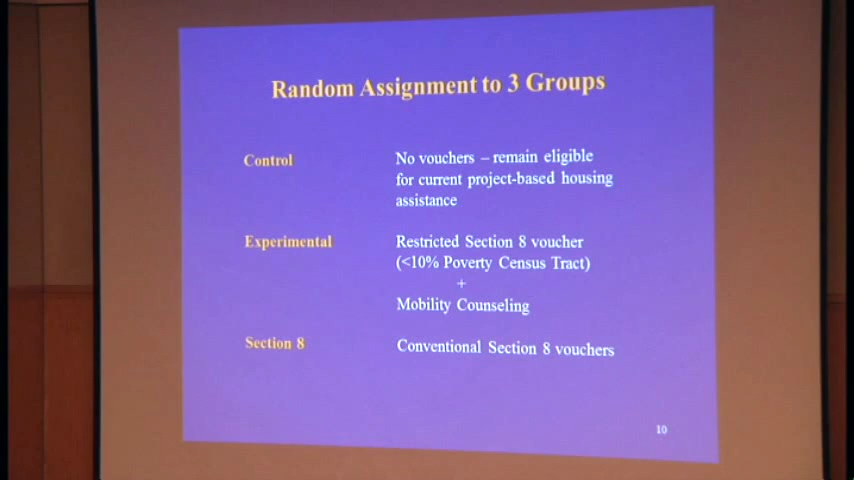 Random Assignment to 3 Groups
Control
No vouchers – remain eligible
for current project-based housing
assistance
Experimental
Restricted Section 8 voucher
(<10% Poverty Census Tract)
+
Mobility Counseling
Section 8
Conventional Section 8 vouchers
10